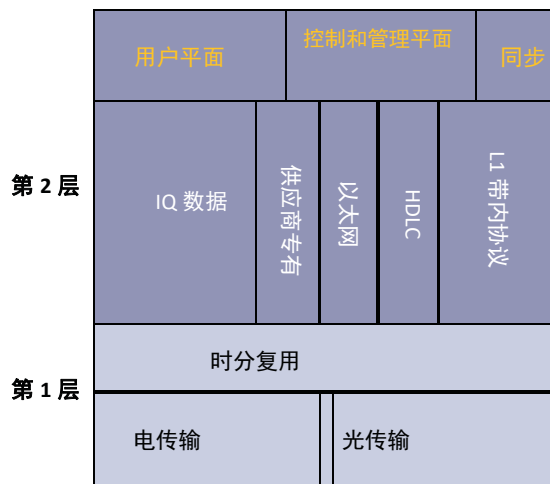 用户平面
控制和管理平面
同步
第 2 层
IQ 数据
供应商专有
以太网
HDLC
L1 带内协议
时分复用
第 1 层
电传输
光传输